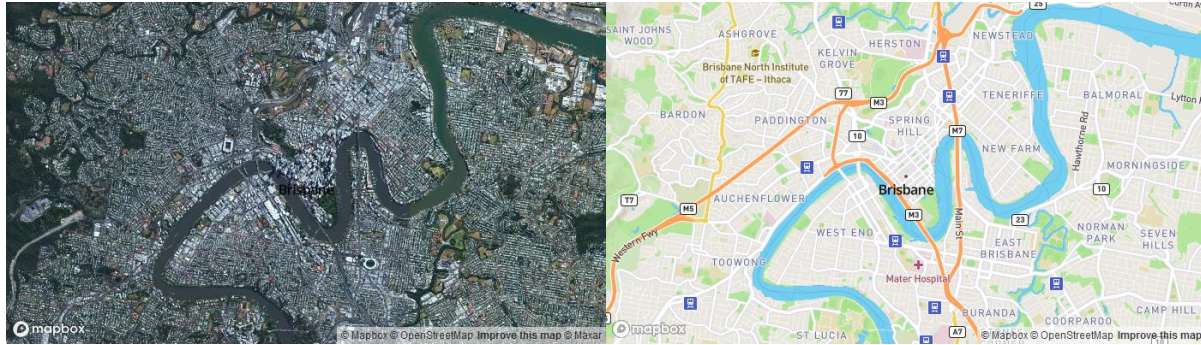 Brisbane
mapbox
© Mapbox © OpenStreetMap Improve this map © Maxar
SAINT JOHNS
WOOD
ASHGROVE
Brisbane North Institute
of TAFE – Ithaca
KELVIN
GROVE
HERSTON
25
NEWSTEAD
77
M3
BARDON
PADDINGTON
10
SPRING
HILL
TENERIFFE
BALMORAL
Lytton
M7
NEW FARM
Hawthorne Rd
MORNINGSIDE
10
T7
M5
AUCHENFLOWER
Brisbane
M3
Main St
23
Western Fwy
WEST END
TOOWONG
EAST
BRISBANE
NORMAN
PARK
SEVEN
HILLS
Mater Hospital
ST LUCIA
BURANDA
COORPAROO
CAMP HILL
A7
10
mapbox
© Mapbox © OpenStreetMap Improve this map